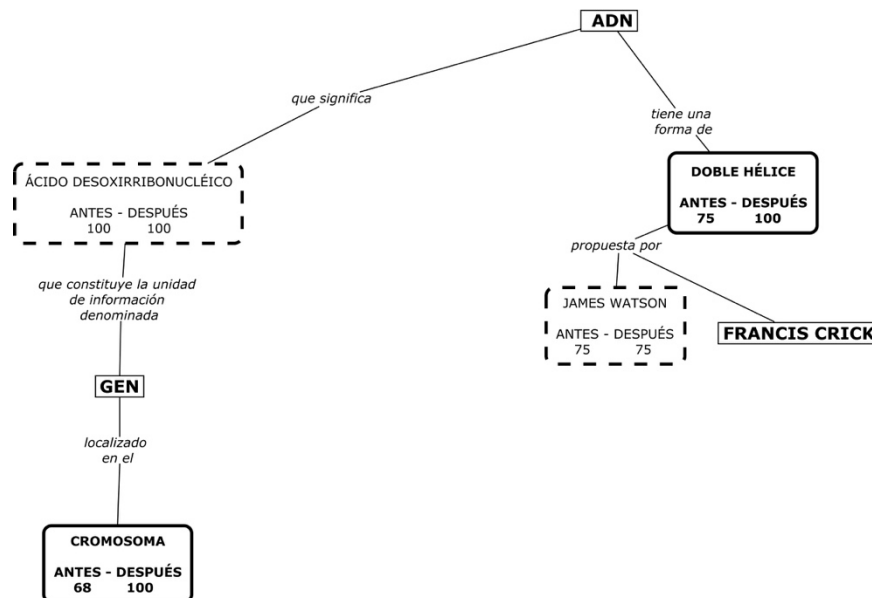 ADN
que significa
tiene una
forma de
ÁCIDO DESOXIRRIBONUCLÉICO
ANTES - DESPUÉS
100 100
DOBLE HÉLICE
ANTES - DESPUÉS
75 100
que constituye la unidad
de información
denominada
propuesta por
JAMES WATSON
ANTES - DESPUÉS
75 75
FRANCIS CRICK
GEN
localizado
en el
CROMOSOMA
ANTES - DESPUÉS
68 100